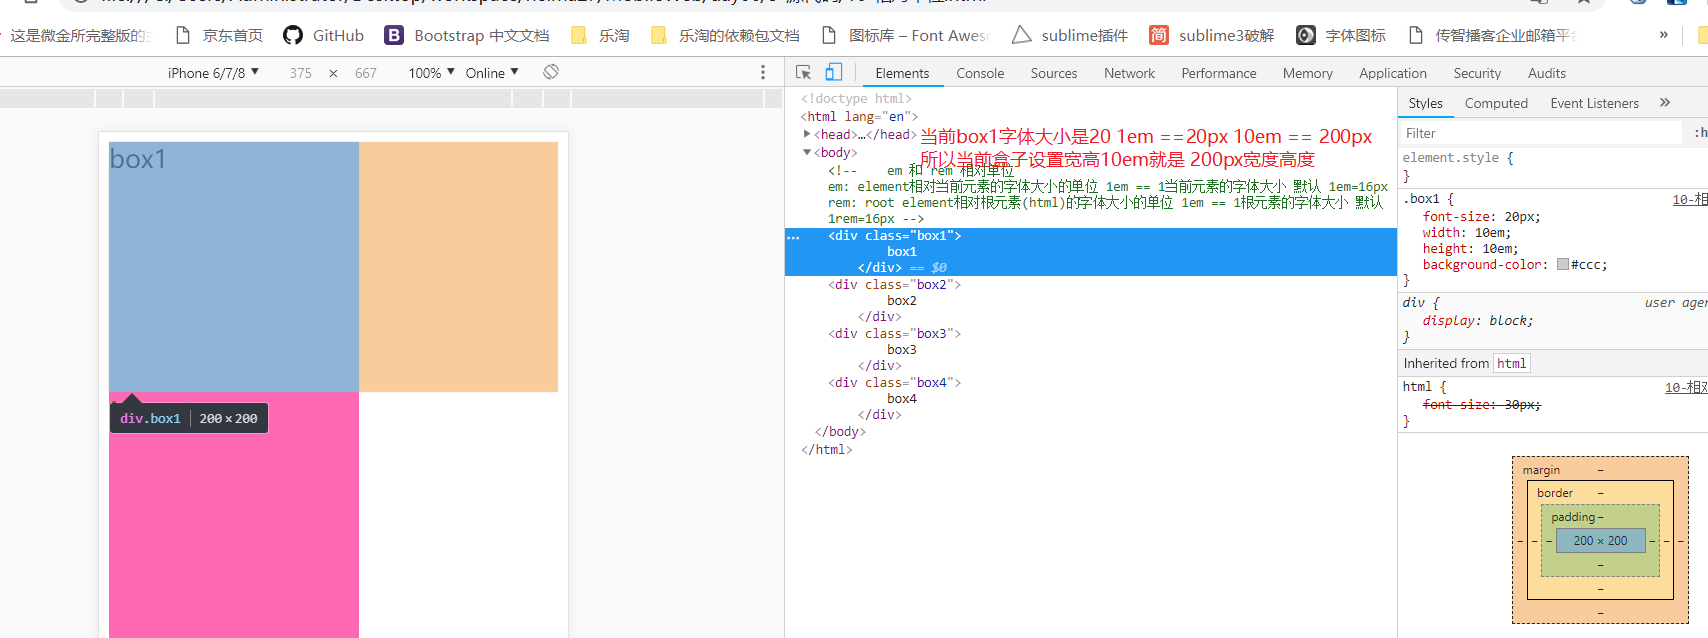 这是微金所完整版的
京东首页
GitHub
Bootstrap 中文文档
乐淘
乐淘的依赖包文档
图标库 – Font Aweso
sublime插件
sublime3破解
字体图标
传智播客企业邮箱平
»
iPhone 6/7/8 ▼ 375 × 667 100% ▼ Online ▼
Elements Console Sources Network Performance Memory Application Security Audits
box1
div.box1 200 × 200
<!doctype html>
<html lang="en">
<head>…</head>
当前box1字体大小是20 1em ==20px 10em == 200px
<body>
所以当前盒子设置宽高10em就是 200px宽度高度
<!-- em 和 rem 相对单位
em: element相对当前元素的字体大小的单位 1em == 1当前元素的字体大小 默认 1em=16px
rem: root element相对根元素(html)的字体大小的单位 1em == 1根元素的字体大小 默认
1rem=16px -->
<div class="box1">
box1
</div> == $0
<div class="box2">
box2
</div>
<div class="box3">
box3
</div>
<div class="box4">
box4
</div>
</body>
</html>
Styles Computed Event Listeners »
Filter :h
element.style {
}
.box1 { 10-相
font-size: 20px;
width: 10em;
height: 10em;
background-color: #ccc;
}
div { user age
display: block;
}
Inherited from html
html { 10-相对
font-size: 30px;
}
margin –
border –
padding –
– – – 200 × 200 – – –
–
–
–